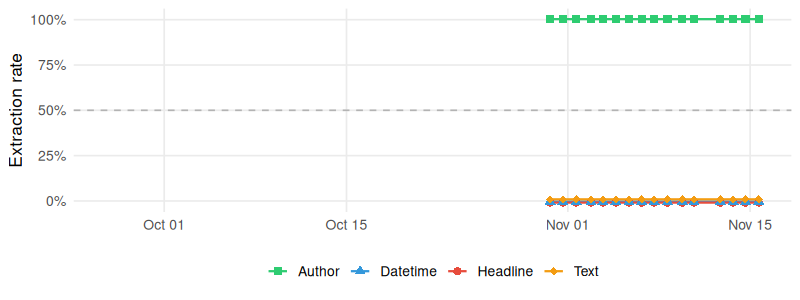 Extraction rate
100%
75%
50%
25%
0%
Oct 01 Oct 15 Nov 01 Nov 15
Author Datetime Headline Text